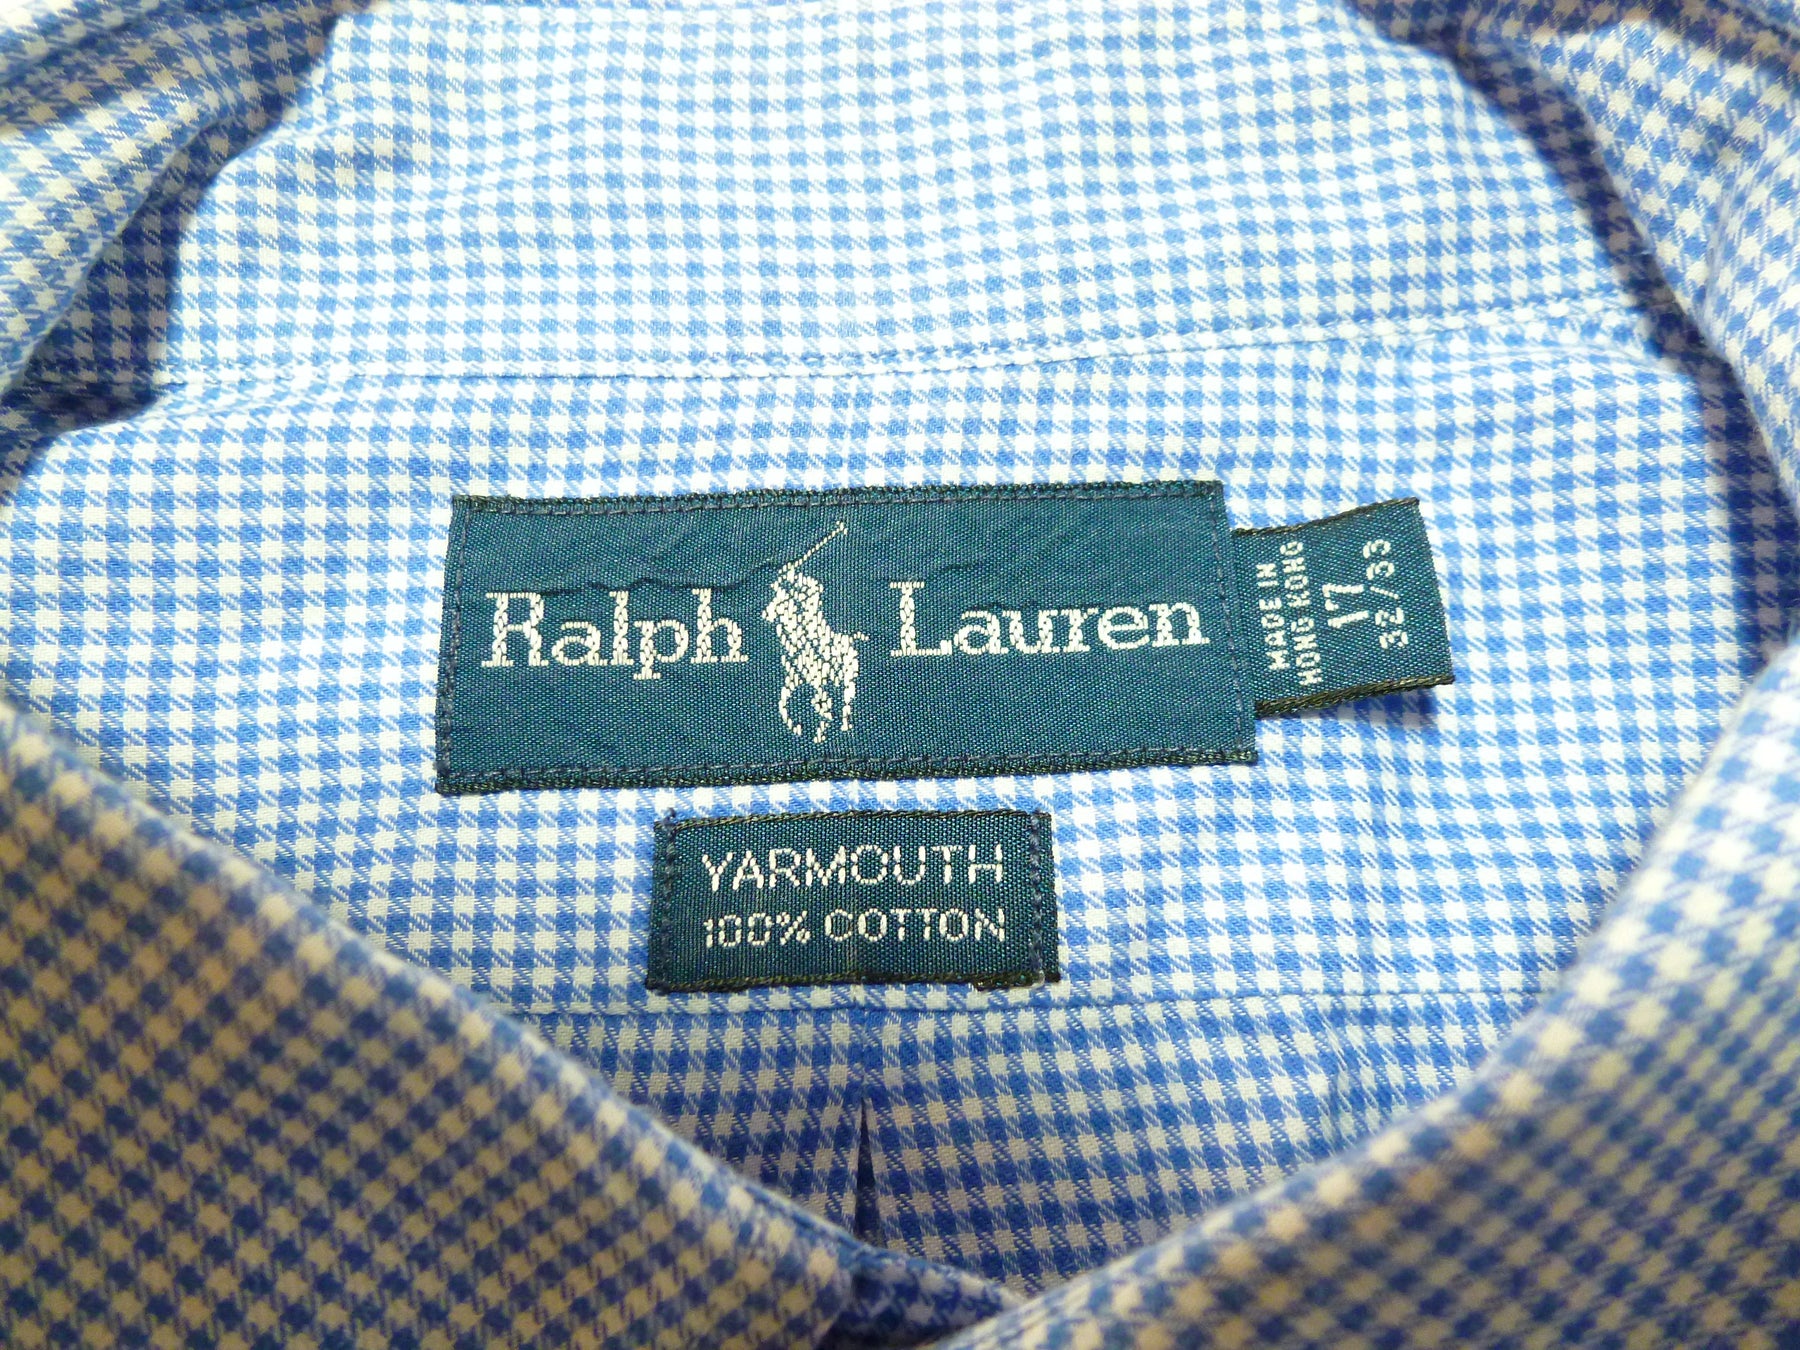 Ralph Lauren
MADE IN
HONG KONG
17
32/33
YARMOUTH
100% COTTON